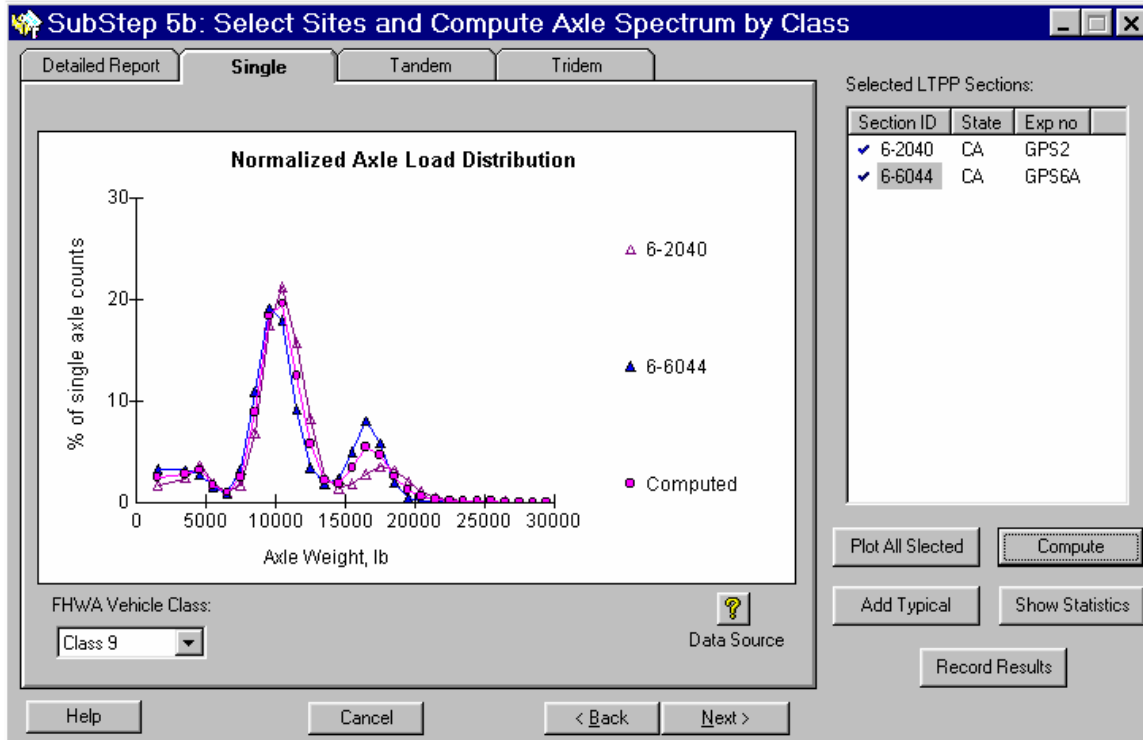 SubStep 5b: Select Sites and Compute Axle Spectrum by Class
Detailed Report Single Tandem Tridem
Selected LTPP Sections:
Section ID State Exp no
6-2040 CA GPS2
6-6044 CA GPS6A
Normalized Axle Load Distribution
% of single axle counts
30
20
10
0
0 5000 10000 15000 20000 25000 30000
Axle Weight, lb
6-2040
6-6044
Computed
Plot All Slected Compute
FHWA Vehicle Class:
Class 9
?
Data Source
Add Typical Show Statistics
Record Results
Help Cancel < Back Next >